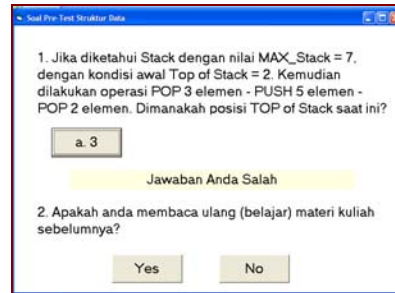 Soal Pre-Test Struktur Data
1. Jika diketahui Stack dengan nilai MAX_Stack = 7,
dengan kondisi awal Top of Stack = 2. Kemudian
dilakukan operasi POP 3 elemen - PUSH 5 elemen -
POP 2 elemen. Dimanakah posisi TOP of Stack saat ini?
a. 3
Jawaban Anda Salah
2. Apakah anda membaca ulang (belajar) materi kuliah
sebelumnya?
Yes No